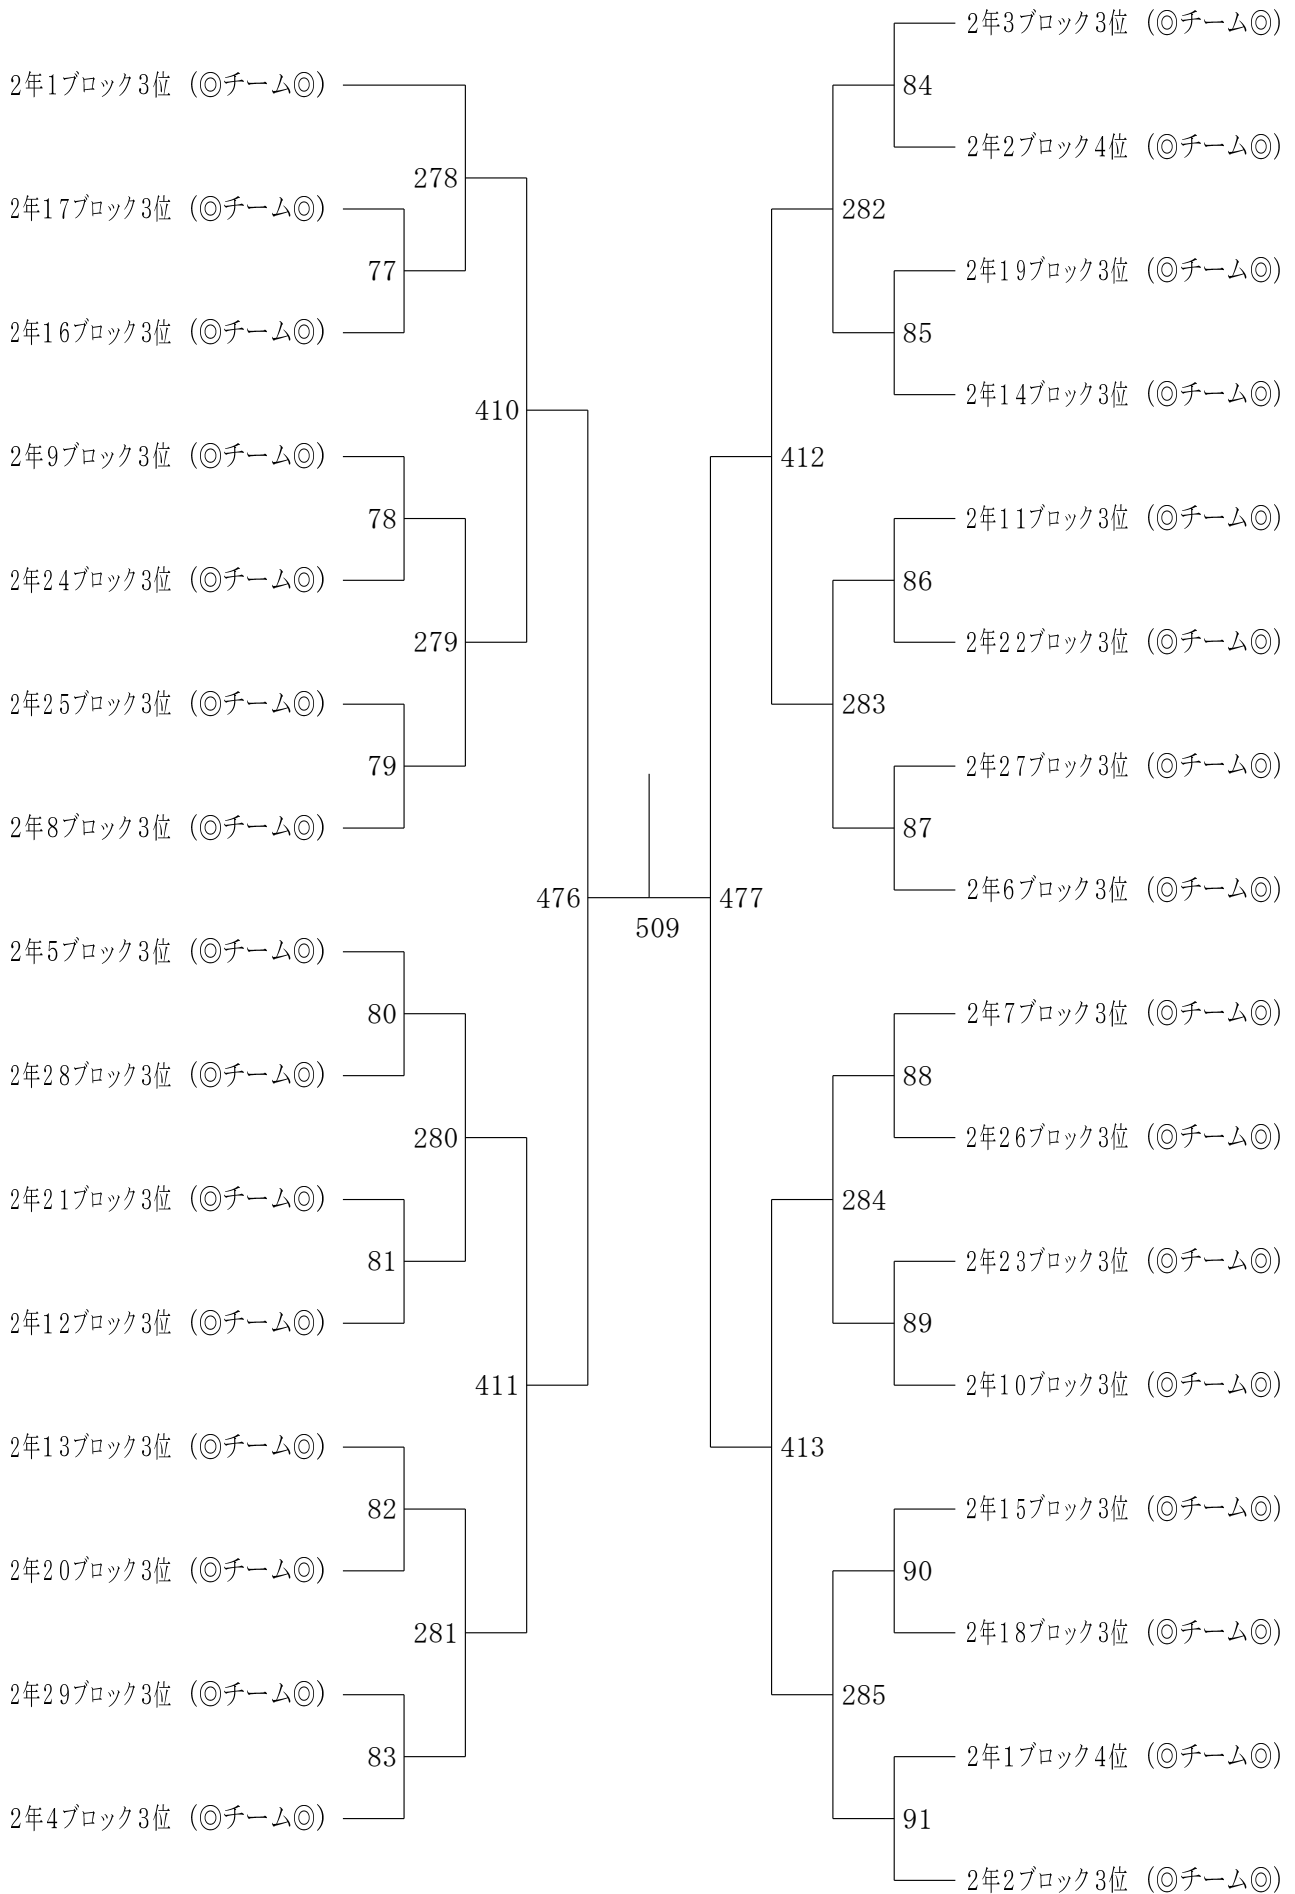 2年1ブロック3位 (◎チーム◎)
278
2年17ブロック3位 (◎チーム◎)
77
2年16ブロック3位 (◎チーム◎)
410
2年9ブロック3位 (◎チーム◎)
78
2年24ブロック3位 (◎チーム◎)
279
2年25ブロック3位 (◎チーム◎)
79
2年8ブロック3位 (◎チーム◎)
476
2年5ブロック3位 (◎チーム◎)
80
2年28ブロック3位 (◎チーム◎)
280
2年21ブロック3位 (◎チーム◎)
81
2年12ブロック3位 (◎チーム◎)
411
2年13ブロック3位 (◎チーム◎)
82
2年20ブロック3位 (◎チーム◎)
281
2年29ブロック3位 (◎チーム◎)
83
2年4ブロック3位 (◎チーム◎)
509
2年3ブロック3位 (◎チーム◎)
84
2年2ブロック4位 (◎チーム◎)
282
2年19ブロック3位 (◎チーム◎)
85
2年14ブロック3位 (◎チーム◎)
412
2年11ブロック3位 (◎チーム◎)
86
2年22ブロック3位 (◎チーム◎)
283
2年27ブロック3位 (◎チーム◎)
87
2年6ブロック3位 (◎チーム◎)
477
2年7ブロック3位 (◎チーム◎)
88
2年26ブロック3位 (◎チーム◎)
284
2年23ブロック3位 (◎チーム◎)
89
2年10ブロック3位 (◎チーム◎)
413
2年15ブロック3位 (◎チーム◎)
90
2年18ブロック3位 (◎チーム◎)
285
2年1ブロック4位 (◎チーム◎)
91
2年2ブロック3位 (◎チーム◎)